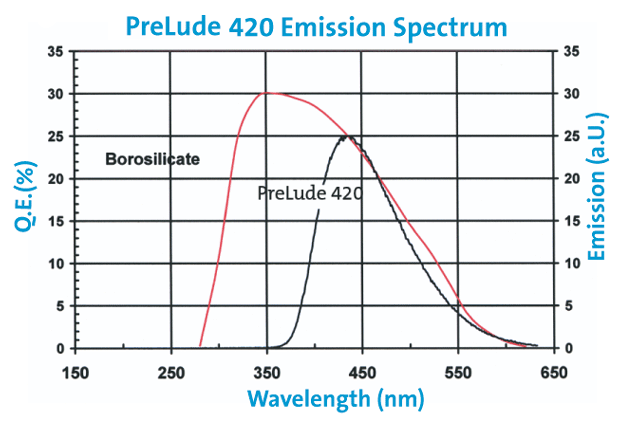 PreLude 420 Emission Spectrum
35
30
25
20
15
10
5
0
35
30
25
20
15
10
5
0
Q.E.(%)
Emission (a.U.)
Borosilicate
PreLude 420
150 250 350 450 550 650
Wavelength (nm)